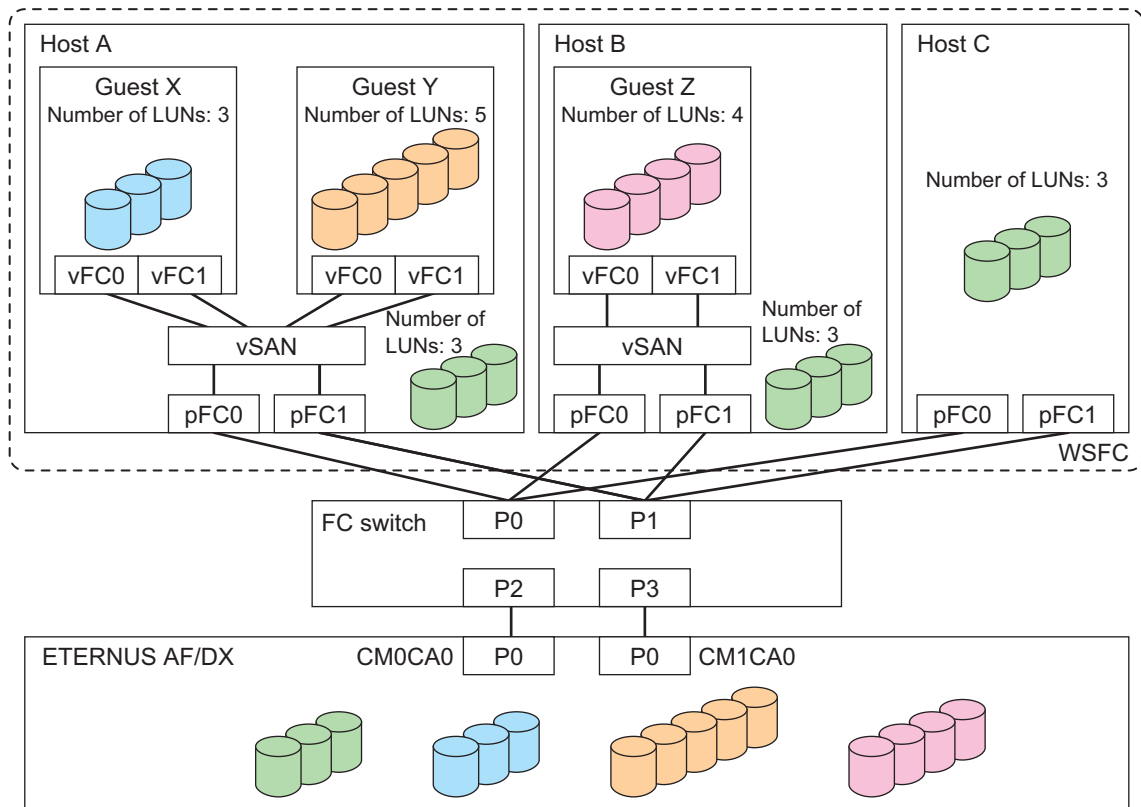 Host A
Guest X
Number of LUNs: 3
vFC0
vFC1
Guest Y
Number of LUNs: 5
vFC0
vFC1
vSAN
Number of
LUNs: 3
pFC0
pFC1
Host B
Guest Z
Number of LUNs: 4
vFC0
vFC1
vSAN
Number of
LUNs: 3
pFC0
pFC1
Host C
Number of LUNs: 3
pFC0
pFC1
WSFC
FC switch
P0
P1
P2
P3
ETERNUS AF/DX
CM0CA0
P0
P0
CM1CA0